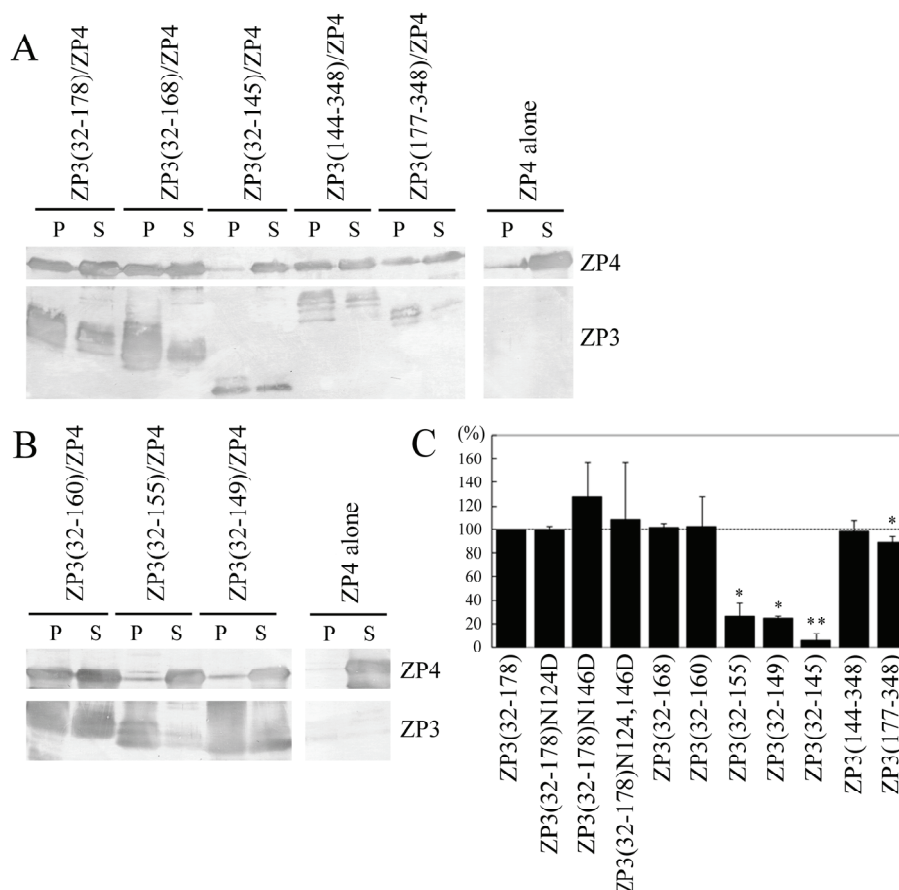 A
ZP3(32-178)/ZP4
ZP3(32-168)/ZP4
ZP3(32-145)/ZP4
ZP3(144-348)/ZP4
ZP3(177-348)/ZP4
ZP4 alone
P S P S P S P S P S P S
ZP4
ZP3
B
ZP3(32-160)/ZP4
ZP3(32-155)/ZP4
ZP3(32-149)/ZP4
ZP4 alone
P S P S P S P S
ZP4
ZP3
C
(%)
160
140
120
100
80
60
40
20
0
* * ** *
ZP3(32-178)
ZP3(32-178)N124D
ZP3(32-178)N146D
ZP3(32-178)N124,146D
ZP3(32-168)
ZP3(32-160)
ZP3(32-155)
ZP3(32-149)
ZP3(32-145)
ZP3(144-348)
ZP3(177-348)